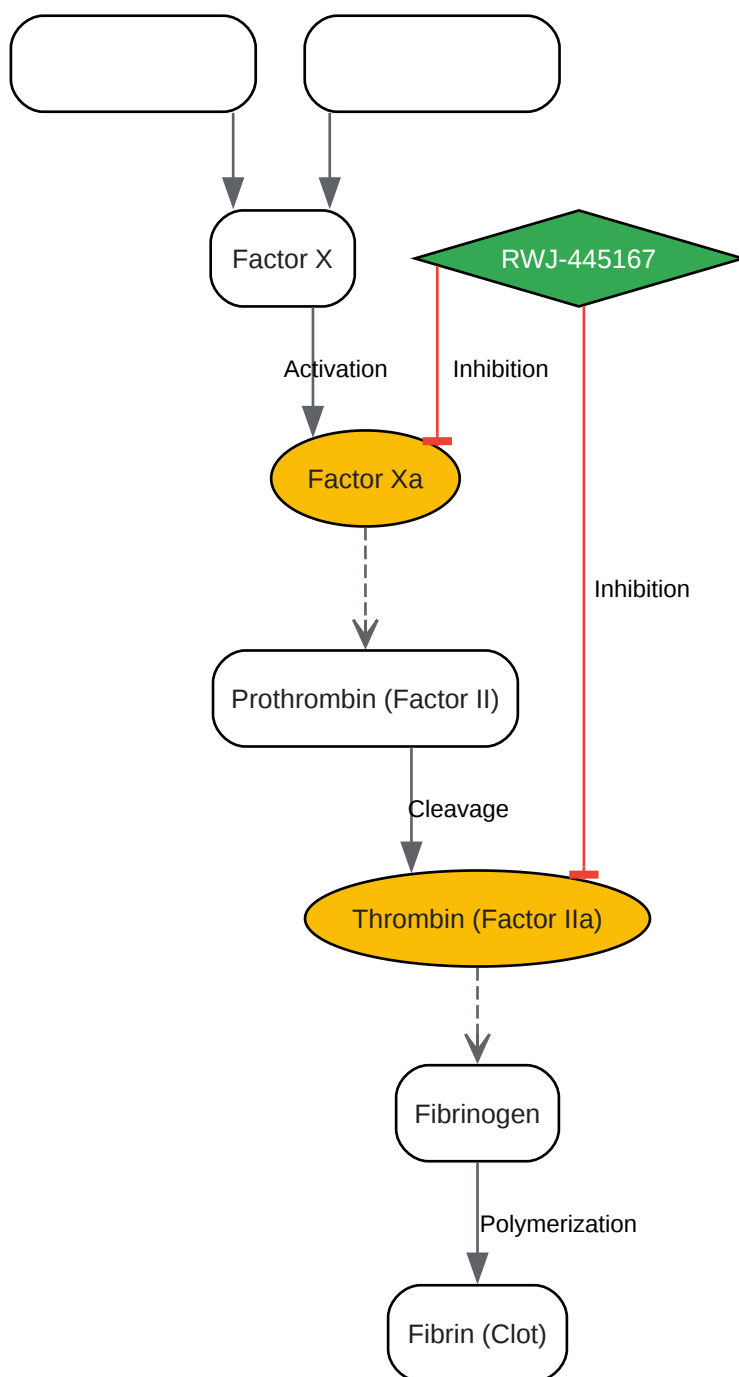 Factor X
RWJ-445167
Activation
Inhibition
Factor Xa
Inhibition
Prothrombin (Factor II)
Cleavage
Thrombin (Factor IIa)
Fibrinogen
Polymerization
Fibrin (Clot)